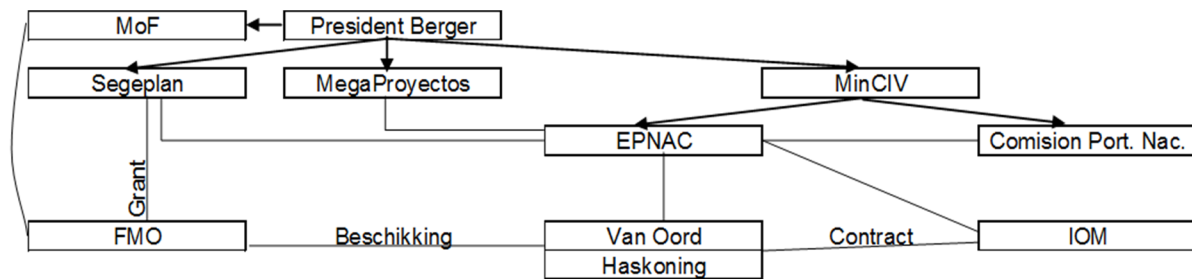 MoF
President Berger
Segeplan
MegaProyectos
MinCIV
EPNAC
Comision Port. Nac.
Grant
FMO
Beschikking
Van Oord
Contract
IOM
Haskoning